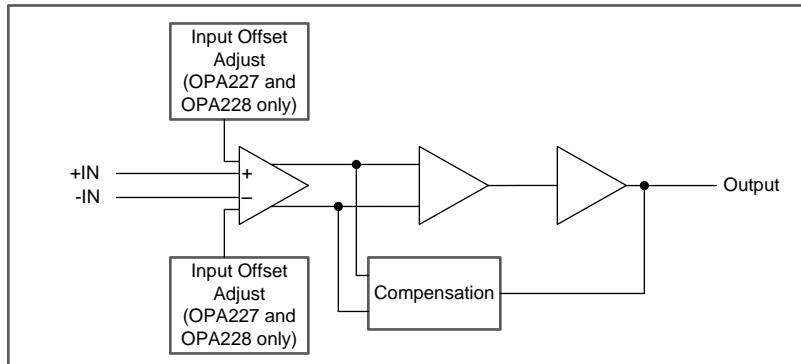 Input Offset
Adjust
(OPA227 and
OPA228 only)
+IN
-IN
+
−
Output
Input Offset
Adjust
(OPA227 and
OPA228 only)
Compensation